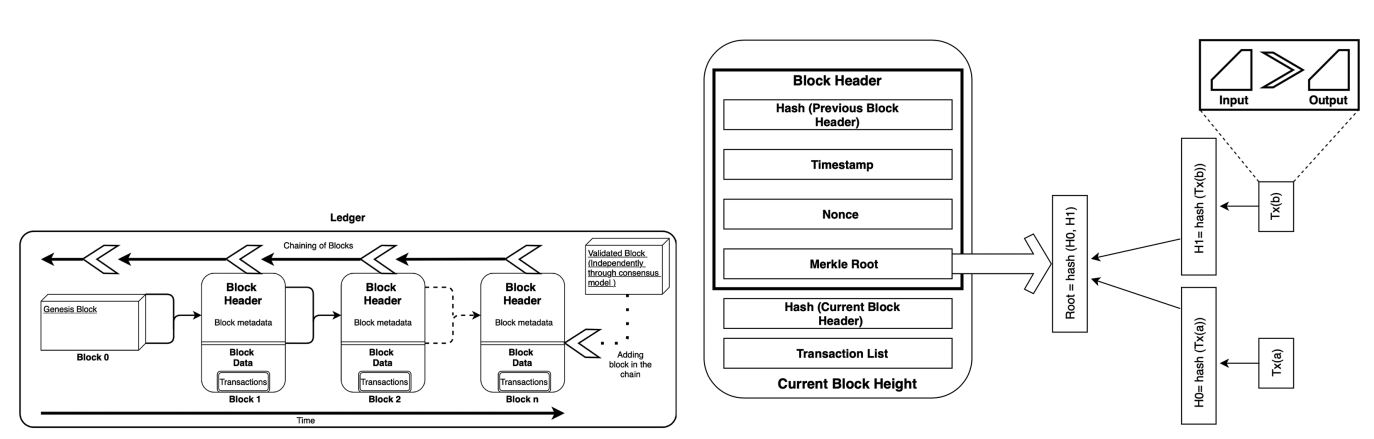 Ledger
Chaining of Blocks
Validated Block
(Independently
through consensus
model )
Genesis Block
Block 0
Block
Header
Block metadata
Block
Data
Transactions
Block 1
Block
Header
Block metadata
Block
Data
Transactions
Block 2
Block
Header
Block metadata
Block
Data
Transactions
Block n
Adding
block in the
chain
Time
Block Header
Hash (Previous Block
Header)
Timestamp
Nonce
Merkle Root
Hash (Current Block
Header)
Transaction List
Current Block Height
Root = hash (H0, H1)
H1= hash (Tx(b))
Tx(b)
H0= hash (Tx(a))
Tx(a)
Input
Output